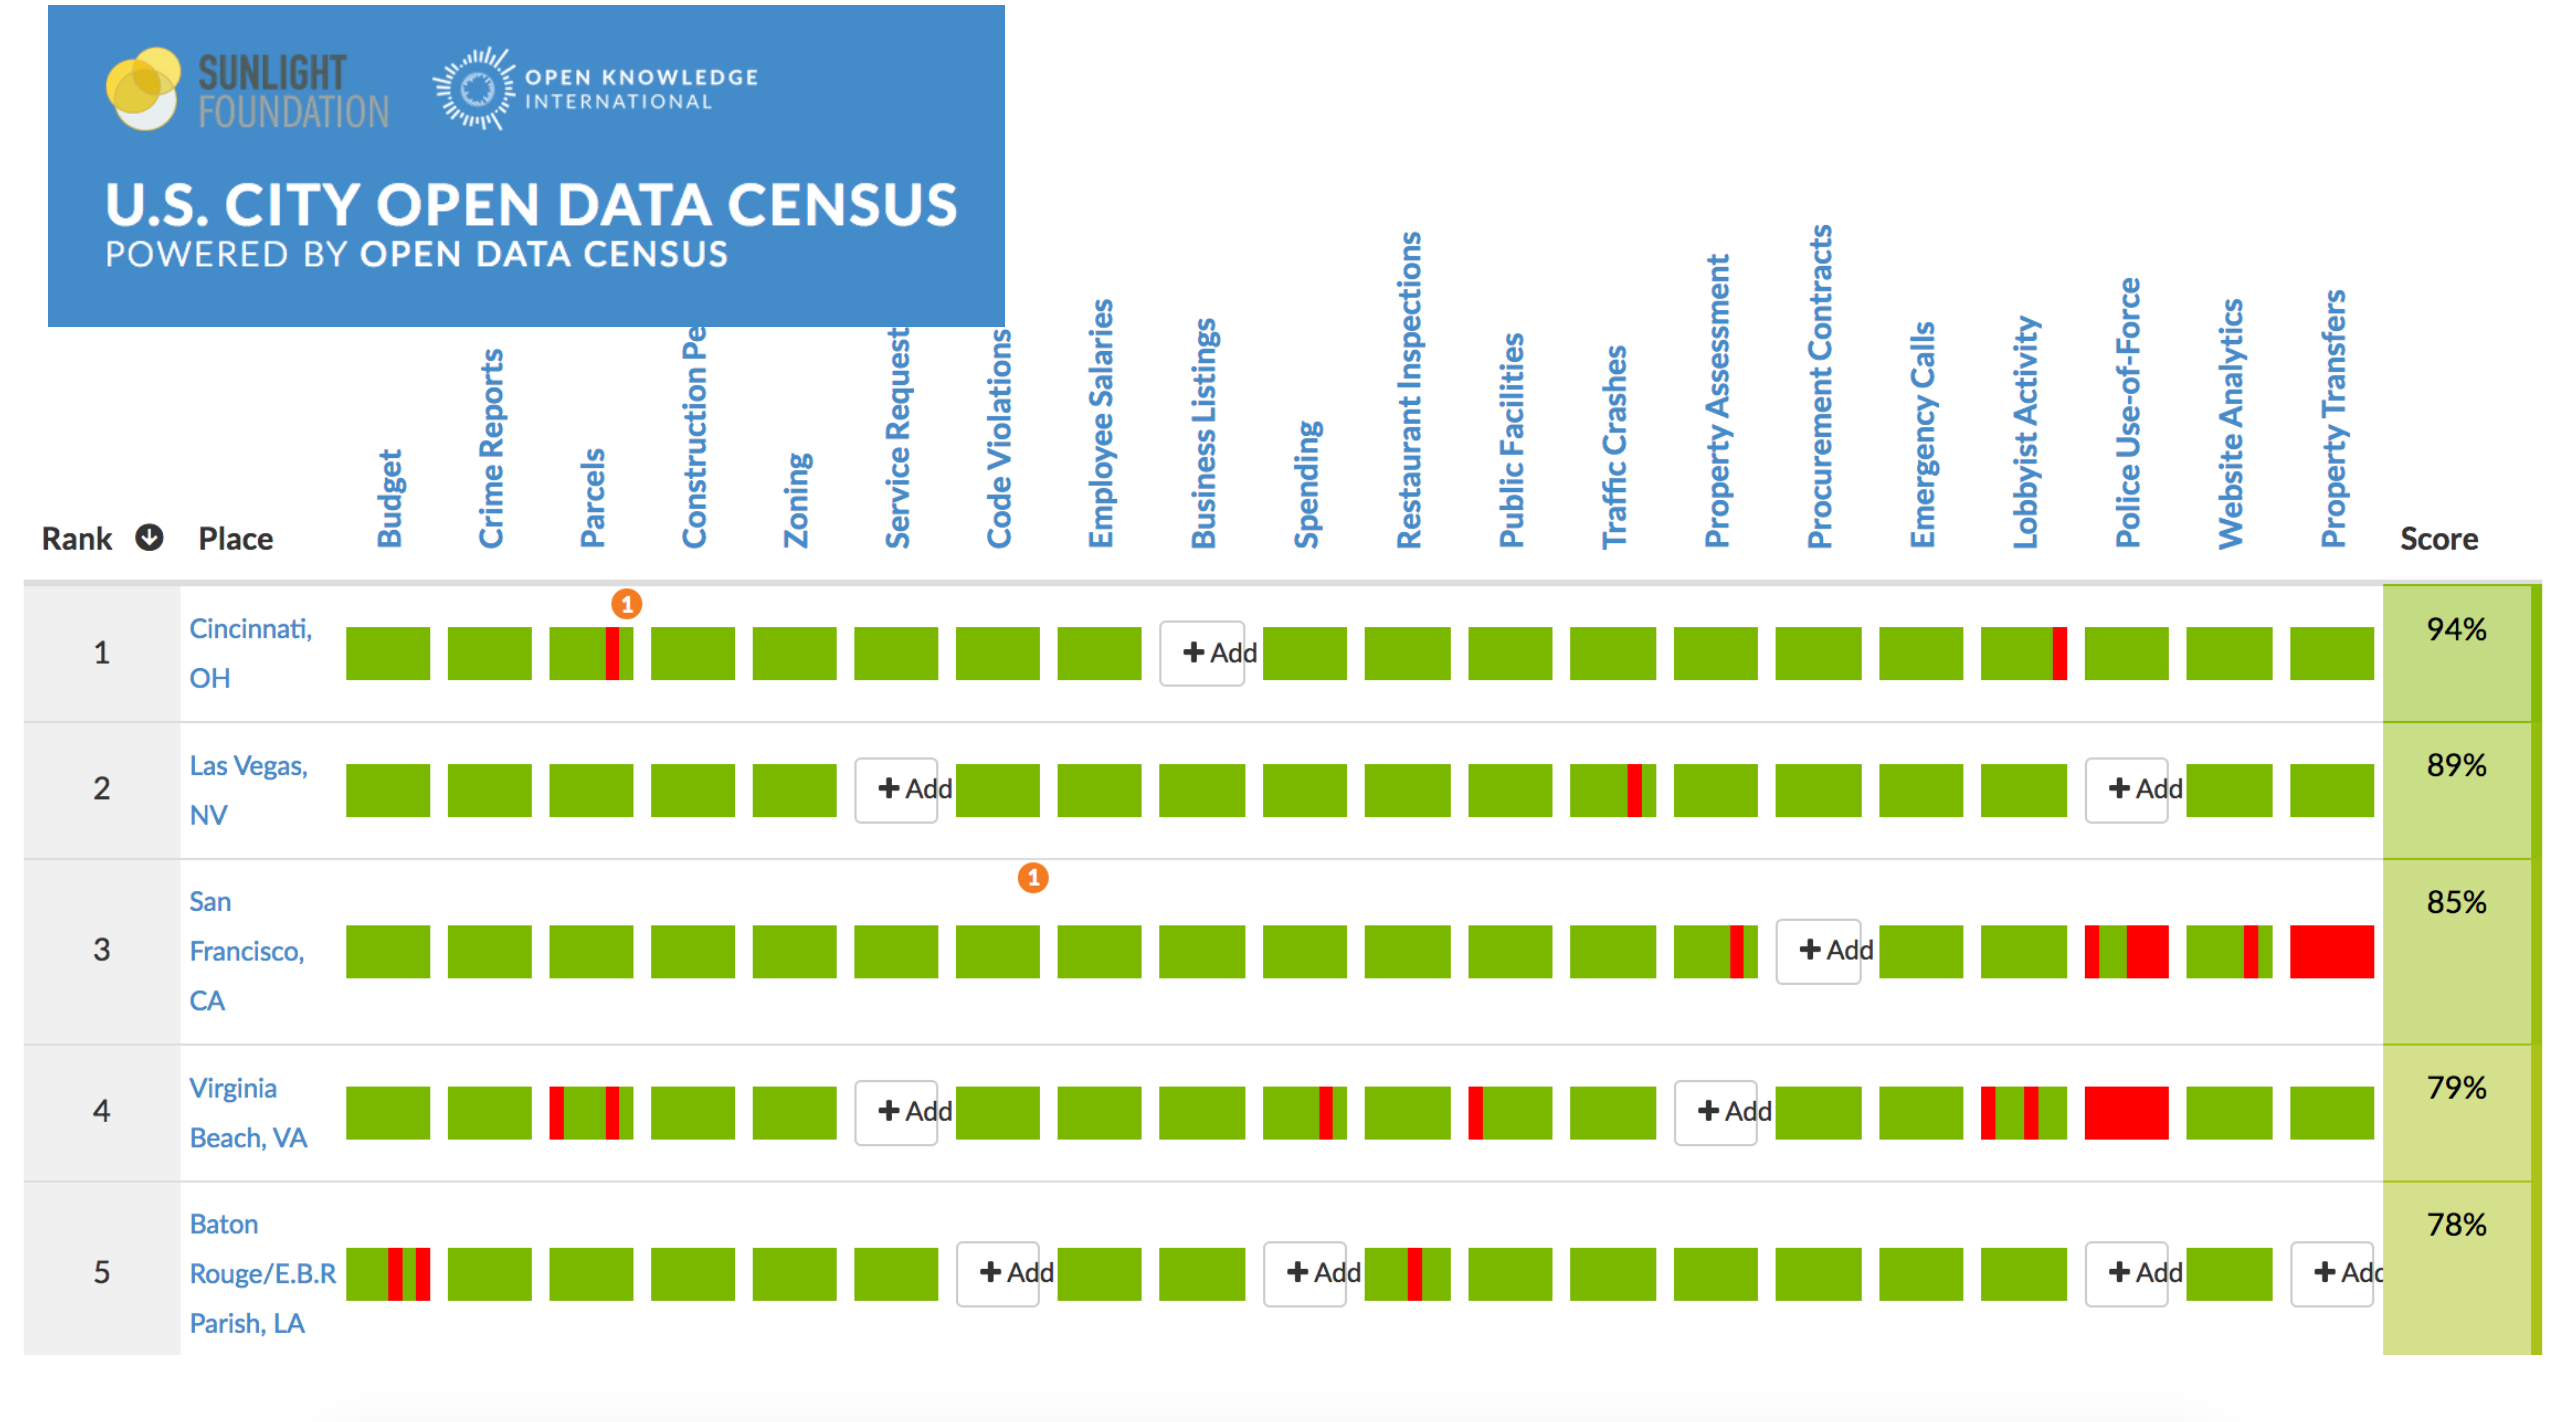 SUNLIGHT
FOUNDATION
OPEN KNOWLEDGE
INTERNATIONAL
U.S. CITY OPEN DATA CENSUS
POWERED BY OPEN DATA CENSUS
Rank
Place
Budget
Crime Reports
Parcels
Construction Pe
Zoning
Service Request
Code Violations
Employee Salaries
Business Listings
Spending
Restaurant Inspections
Public Facilities
Traffic Crashes
Property Assessment
Procurement Contracts
Emergency Calls
Lobbyist Activity
Police Use-of-Force
Website Analytics
Property Transfers
Score
1
1
Cincinnati,
OH
+ Add
94%
2
Las Vegas,
NV
+ Add
+ Add
89%
1
3
San
Francisco,
CA
+ Add
85%
4
Virginia
Beach, VA
+ Add
+ Add
79%
5
Baton
Rouge/E.B.R
Parish, LA
+ Add
+ Add
+ Add
+ Add
78%